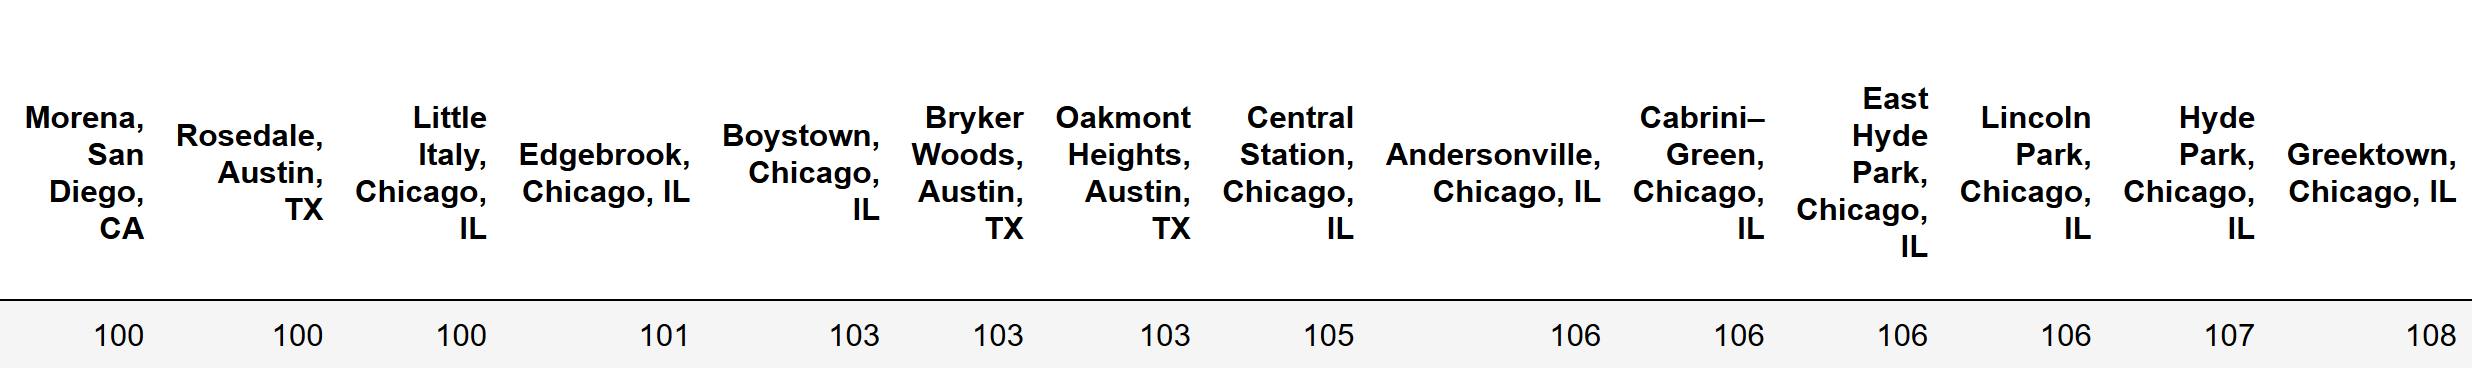 Morena,
San
Diego,
CA
Rosedale,
Austin,
TX
Little
Italy,
Chicago,
IL
Edgebrook,
Chicago, IL
Boystown,
Chicago,
IL
Bryker
Woods,
Austin,
TX
Oakmont
Heights,
Austin,
TX
Central
Station,
Chicago,
IL
Andersonville,
Chicago, IL
Cabrini–
Green,
Chicago,
IL
East
Hyde
Park,
Chicago,
IL
Lincoln
Park,
Chicago,
IL
Hyde
Park,
Chicago,
IL
Greektown,
Chicago, IL
100 100 100 101 103 103 103 105 106 106 106 106 107 108